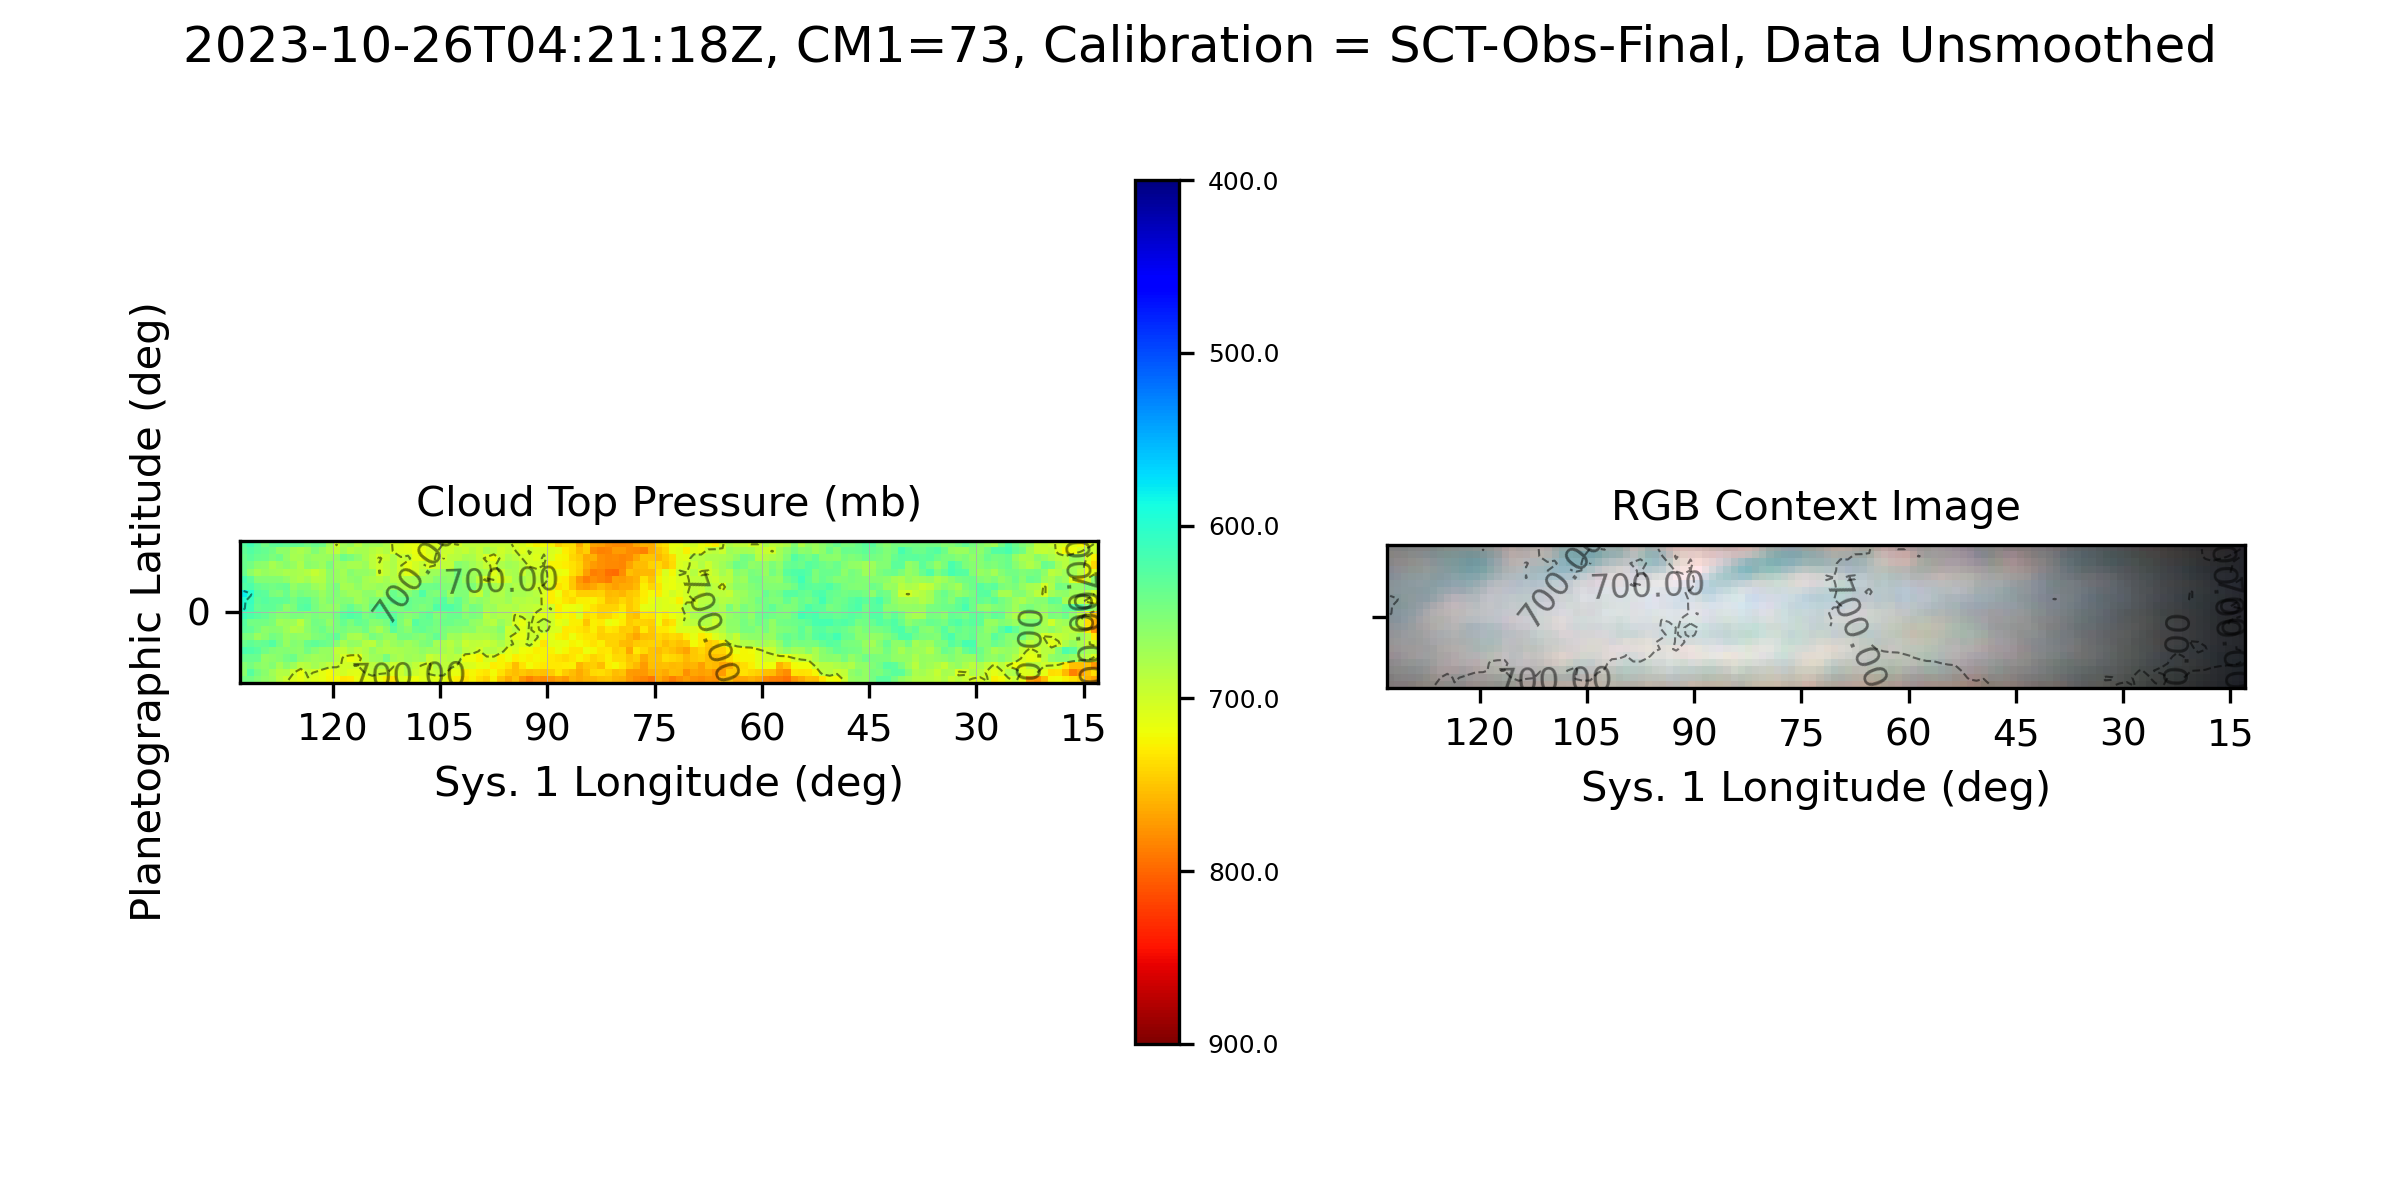 2023-10-26T04:21:18Z, CM1=73, Calibration = SCT-Obs-Final, Data Unsmoothed
Planetographic Latitude (deg)
Cloud Top Pressure (mb)
700.00
700.00
700.00
700.00
0
120 105 90 75 60 45 30 15
Sys. 1 Longitude (deg)
400.0
500.0
600.0
700.0
800.0
900.0
RGB Context Image
700.00
700.00
700.00
700.00
120 105 90 75 60 45 30 15
Sys. 1 Longitude (deg)